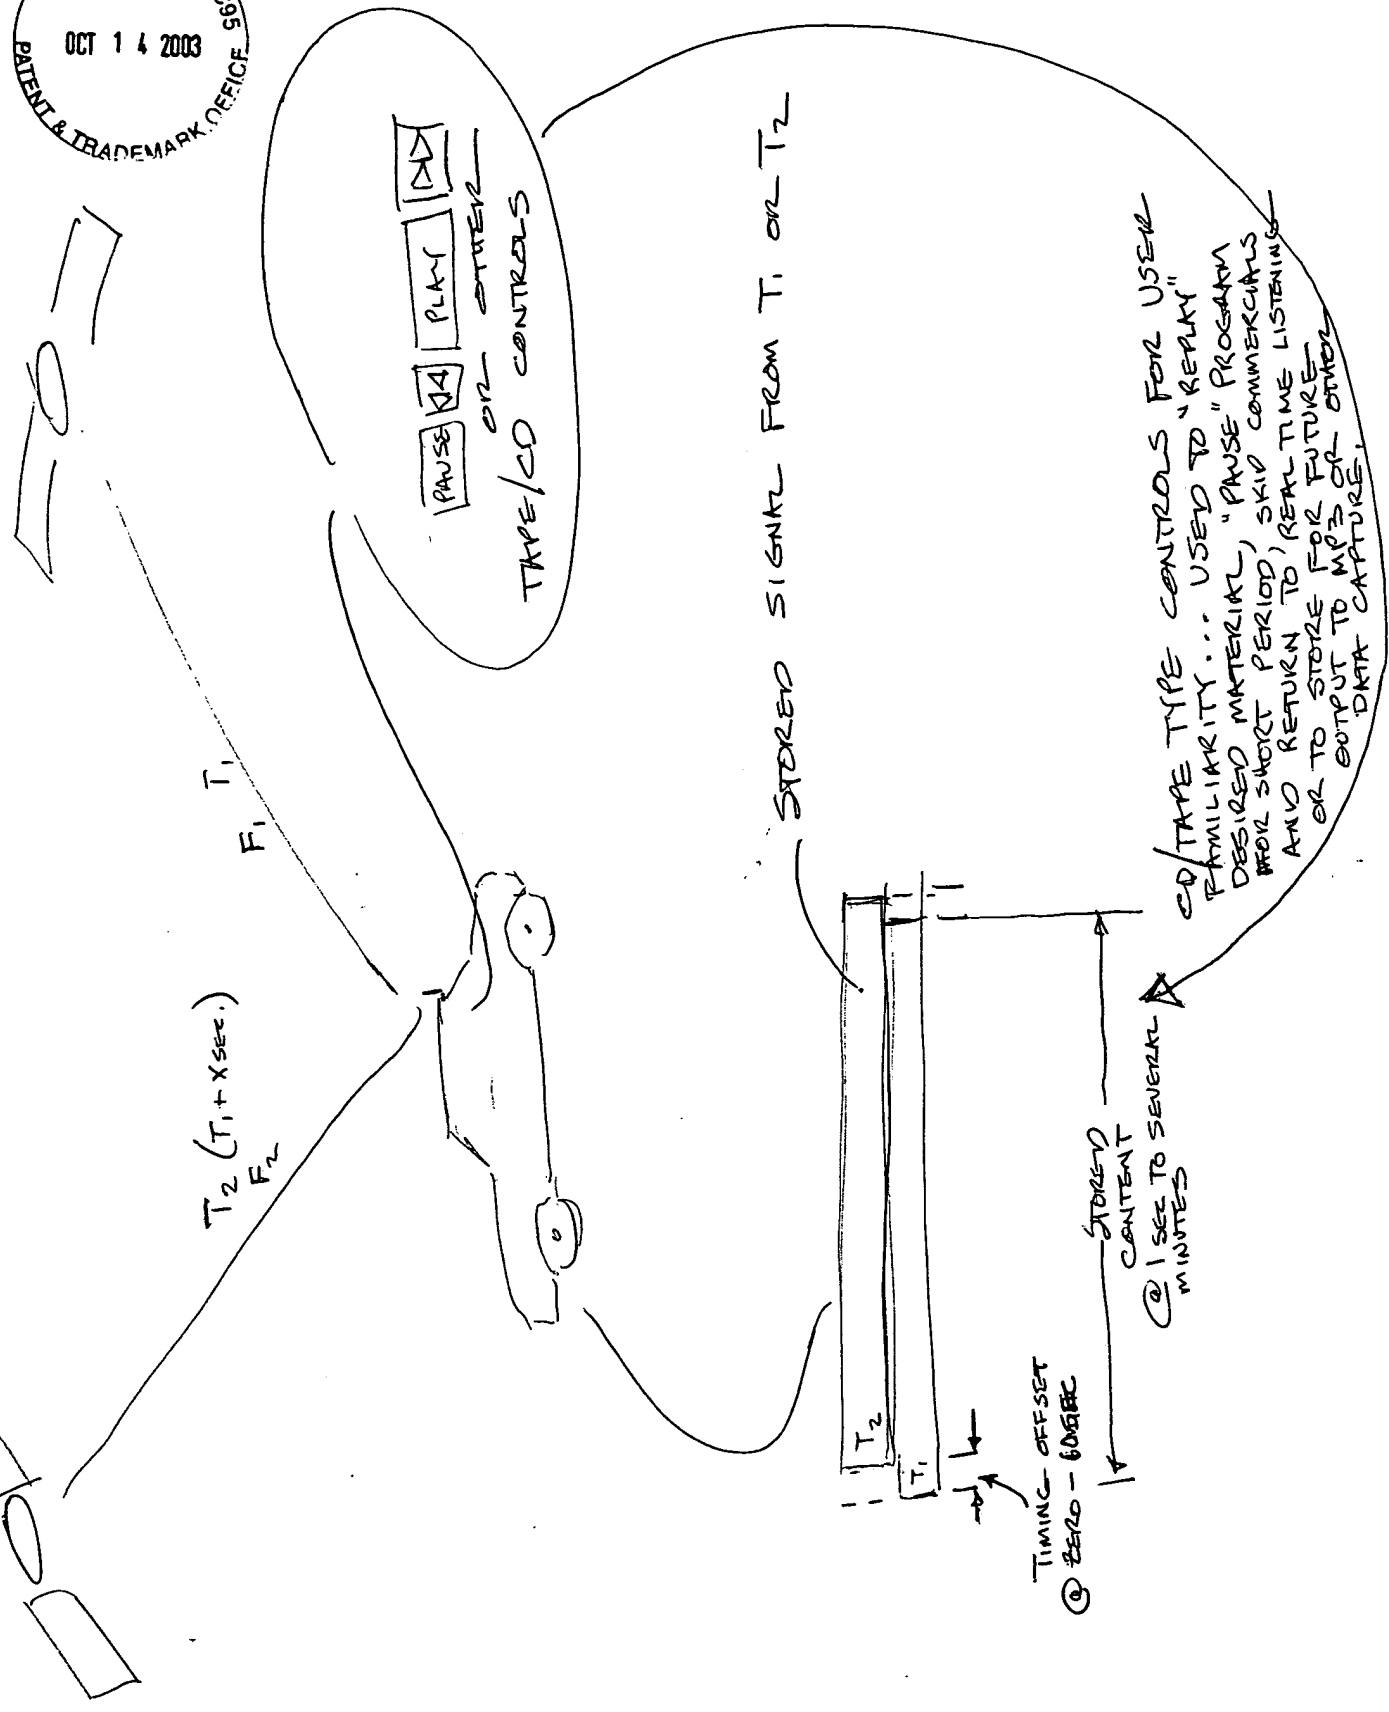 95
OCT 1 4 2003
PATENT & TRADEMARK OFFICE
T2 (T1 + X SEC.)
F2
T1
F1
PAUSE
PLAY
OR OTHER
TAPE/CD CONTROLS
STORED SIGNAL FROM T1 OR T2
T2
T1
TIMING OFFSET
@ ZERO -
STORED
CONTENT
@ 1 SEC TO SEVERAL
MINUTES
CD/TAPE TYPE CONTROLS FOR USER
FAMILIARITY... USED TO "REPLAY"
DESIRED MATERIAL, "PAUSE" PROGRAM
FOR SHORT PERIOD, SKIP COMMERCIALS
AND RETURN TO REAL TIME LISTENING
OR TO STORE FOR FUTURE
OUTPUT TO MP3 OR OTHER
DATA CAPTURE.